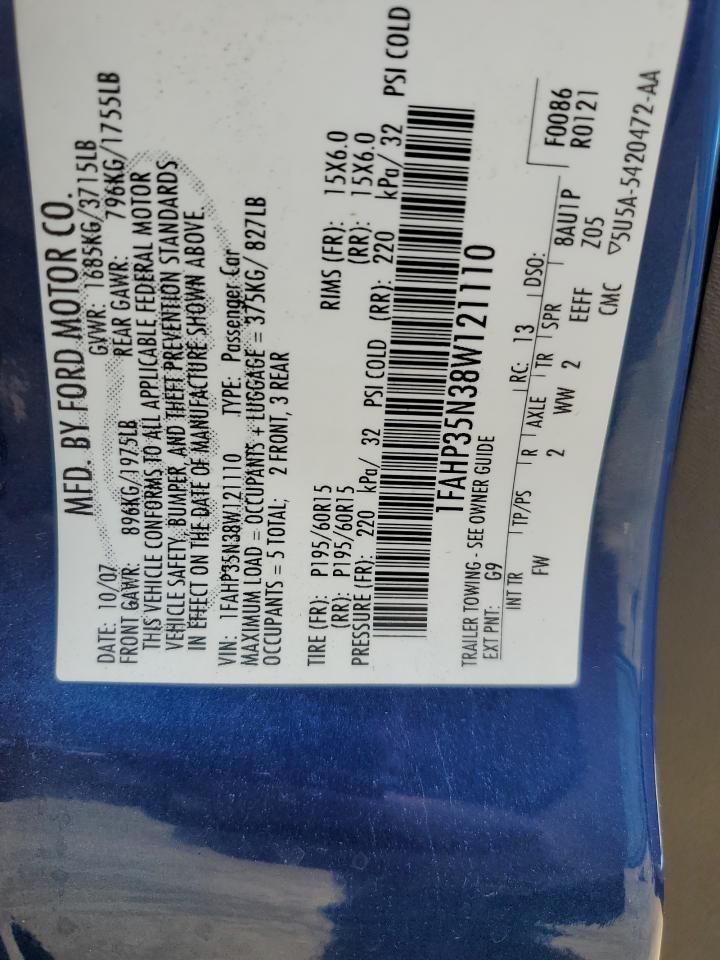 MFD. BY FORD MOTOR CO.
DATE: 10/07 GVWR: 1685KG/3715LB
FRONT GAWR: 896KG/1975LB REAR GAWR: 796KG/1755LB
THIS VEHICLE CONFORMS TO ALL APPLICABLE FEDERAL MOTOR
VEHICLE SAFETY, BUMPER, AND THEFT PREVENTION STANDARDS
IN EFFECT ON THE DATE OF MANUFACTURE SHOWN ABOVE.
VIN: 1FAHP35N38W121110 TYPE: Passenger Car
MAXIMUM LOAD = OCCUPANTS + LUGGAGE = 375KG/ 827LB
OCCUPANTS = 5 TOTAL; 2 FRONT, 3 REAR
TIRE (FR): P195/60R15 RIMS (FR): 15X6.0
(RR): P195/60R15 (RR): 15X6.0
PRESSURE (FR): 220 kPa/ 32 PSI COLD (RR): 220 kPa/ 32 PSI COLD
1FAHP35N38W121110
TRAILER TOWING - SEE OWNER GUIDE
EXT PNT: G9 RC: 13 DSO: F0086
R0121
INT TR TP/PS R AXLE TR SPR 8AU1P
FW 2 WW 2 EEFF Z05
CMC ▽5U5A-5420472-AA